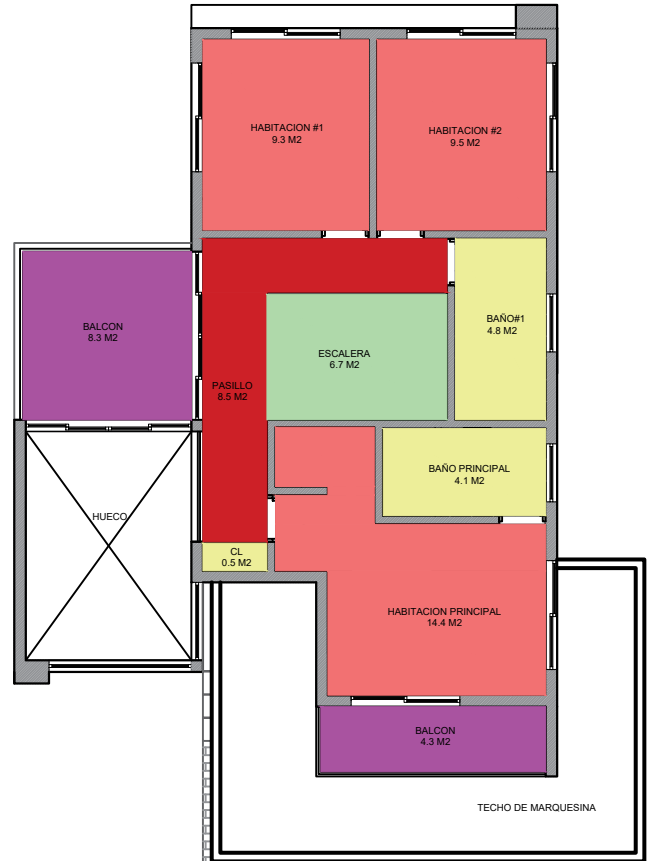 HABITACION #1
9.3 M2
HABITACION #2
9.5 M2
BALCON
8.3 M2
BAÑO#1
4.8 M2
ESCALERA
6.7 M2
PASILLO
8.5 M2
BAÑO PRINCIPAL
4.1 M2
HUECO
CL
0.5 M2
HABITACION PRINCIPAL
14.4 M2
BALCON
4.3 M2
TECHO DE MARQUESINA